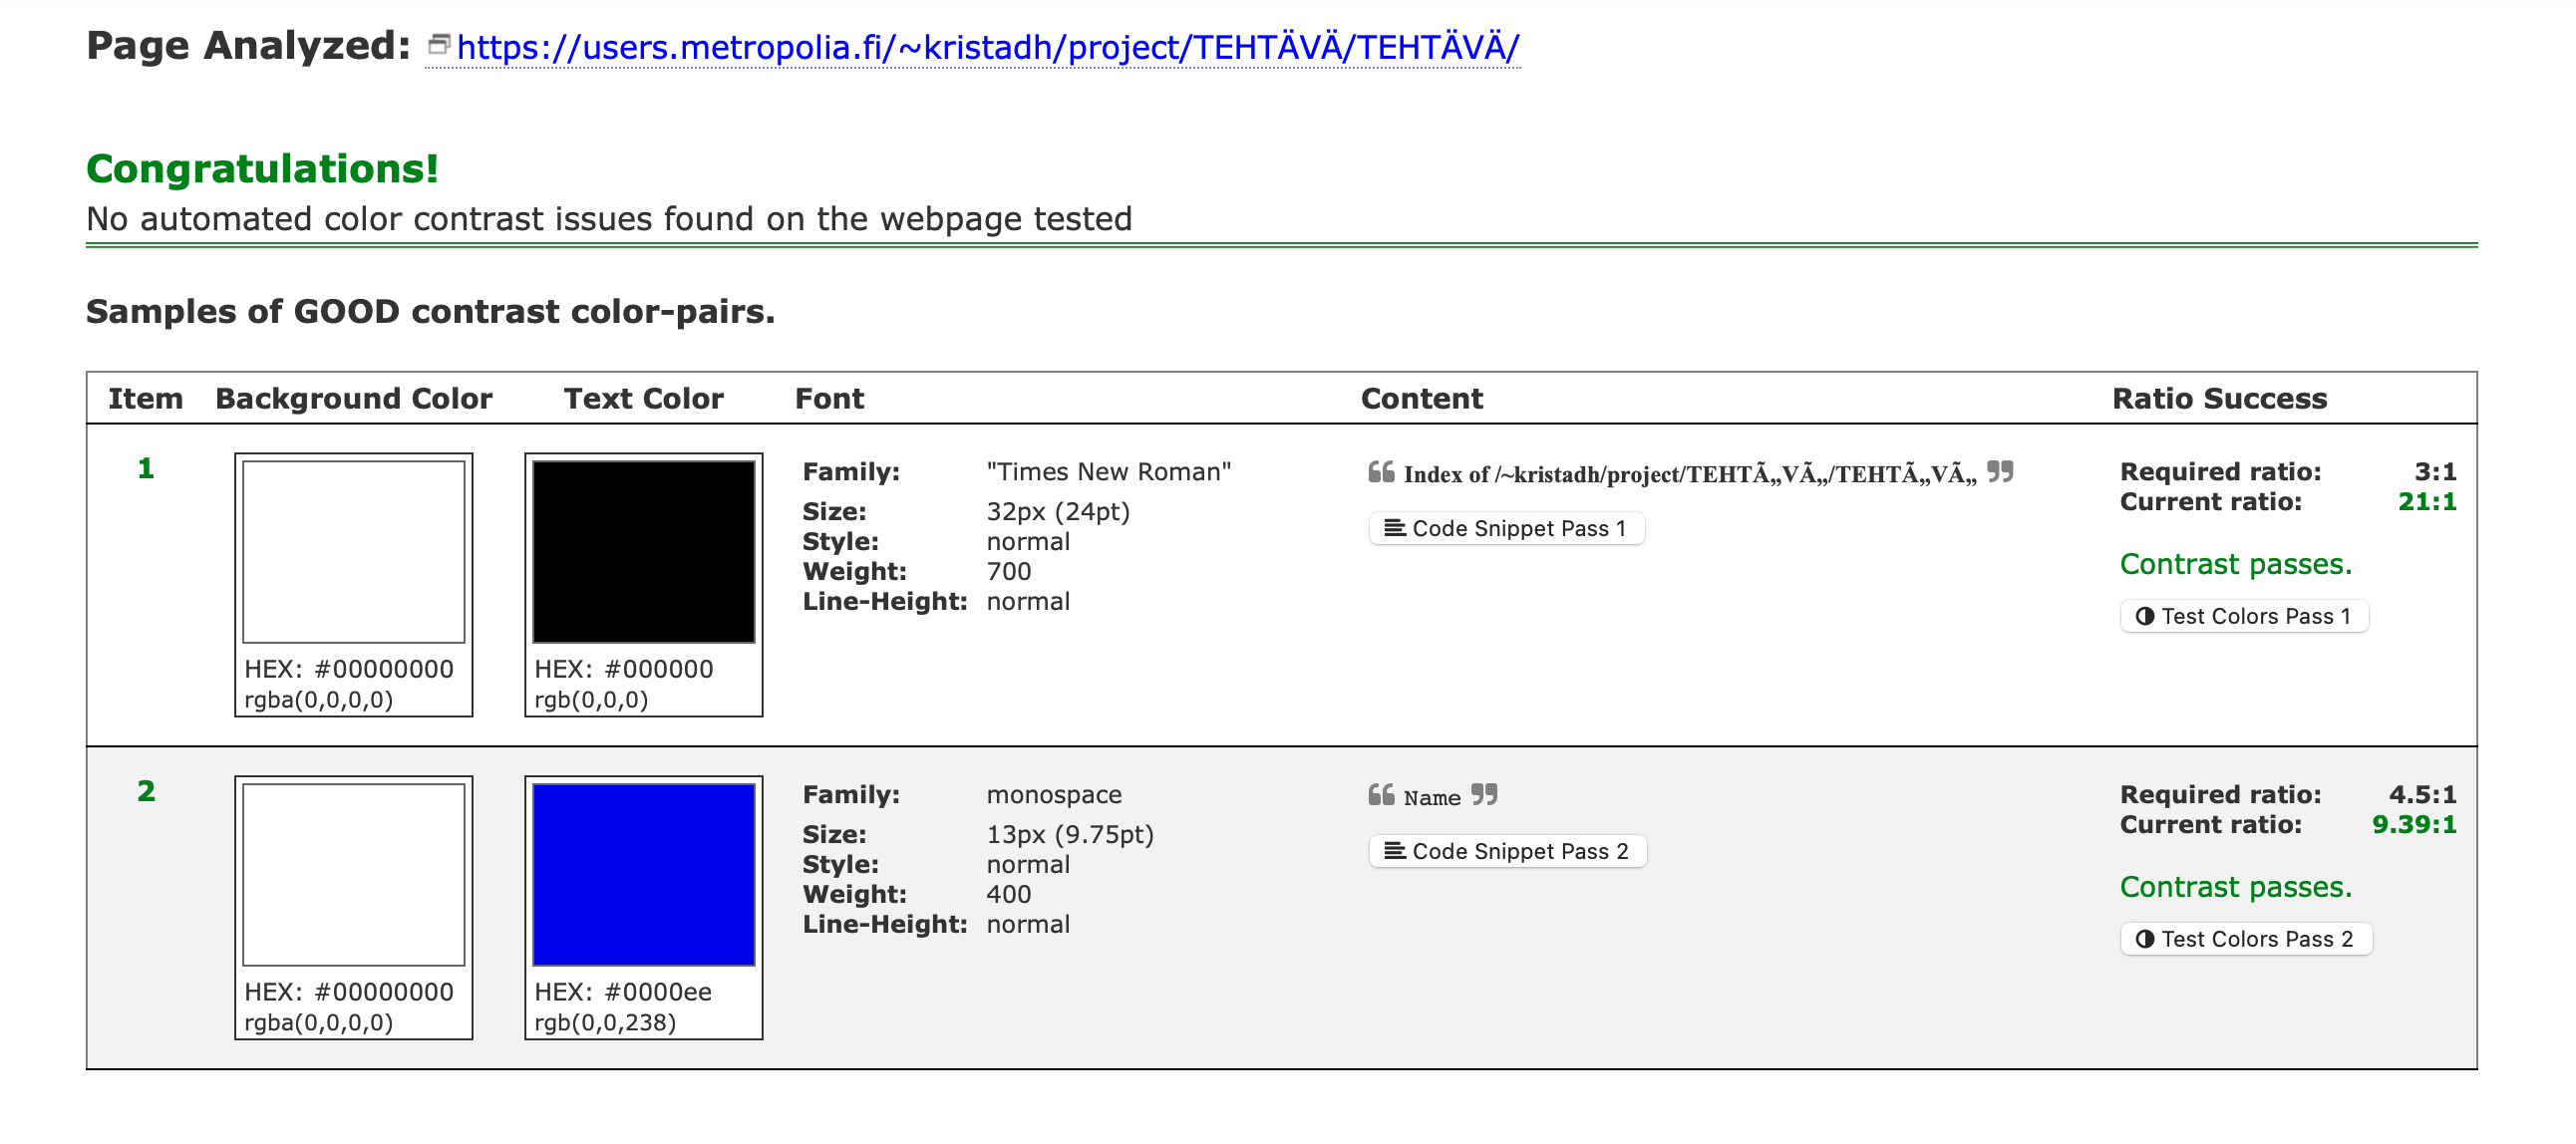 Page Analyzed: https://users.metropolia.fi/~kristadh/project/TEHTÄVÄ/TEHTÄVÄ/
Congratulations!
No automated color contrast issues found on the webpage tested
Samples of GOOD contrast color-pairs.
Item Background Color Text Color Font Content Ratio Success
1
HEX: #00000000
rgba(0,0,0,0)
HEX: #000000
rgb(0,0,0)
Family: "Times New Roman"
Size: 32px (24pt)
Style: normal
Weight: 700
Line-Height: normal
❝ Index of /~kristadh/project/TEHTÃ„VÃ„/TEHTÃ„VÃ„ ❞
Code Snippet Pass 1
Required ratio: 3:1
Current ratio: 21:1
Contrast passes.
Test Colors Pass 1
2
HEX: #00000000
rgba(0,0,0,0)
HEX: #0000ee
rgb(0,0,238)
Family: monospace
Size: 13px (9.75pt)
Style: normal
Weight: 400
Line-Height: normal
❝ Name ❞
Code Snippet Pass 2
Required ratio: 4.5:1
Current ratio: 9.39:1
Contrast passes.
Test Colors Pass 2